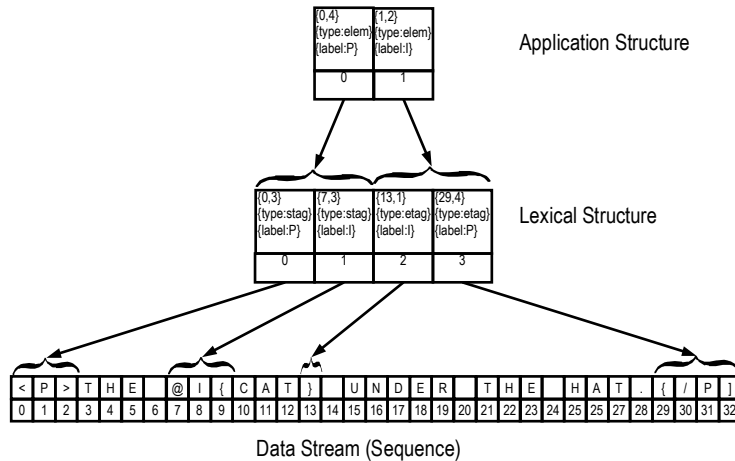 {0,4} {1,2}
{type:elem} {type:elem}
{label:P} {label:I}
0 1
Application Structure
{0,3} {7,3} {13,1} {29,4}
{type:stag} {type:stag} {type:etag} {type:etag}
{label:P} {label:I} {label:I} {label:P}
0 1 2 3
Lexical Structure
< P > T H E @ I { C A T } U N D E R T H E H A T . { / P ]
0 1 2 3 4 5 6 7 8 9 10 11 12 13 14 15 16 17 18 19 20 21 22 23 24 25 25 27 28 29 30 31 32
Data Stream (Sequence)